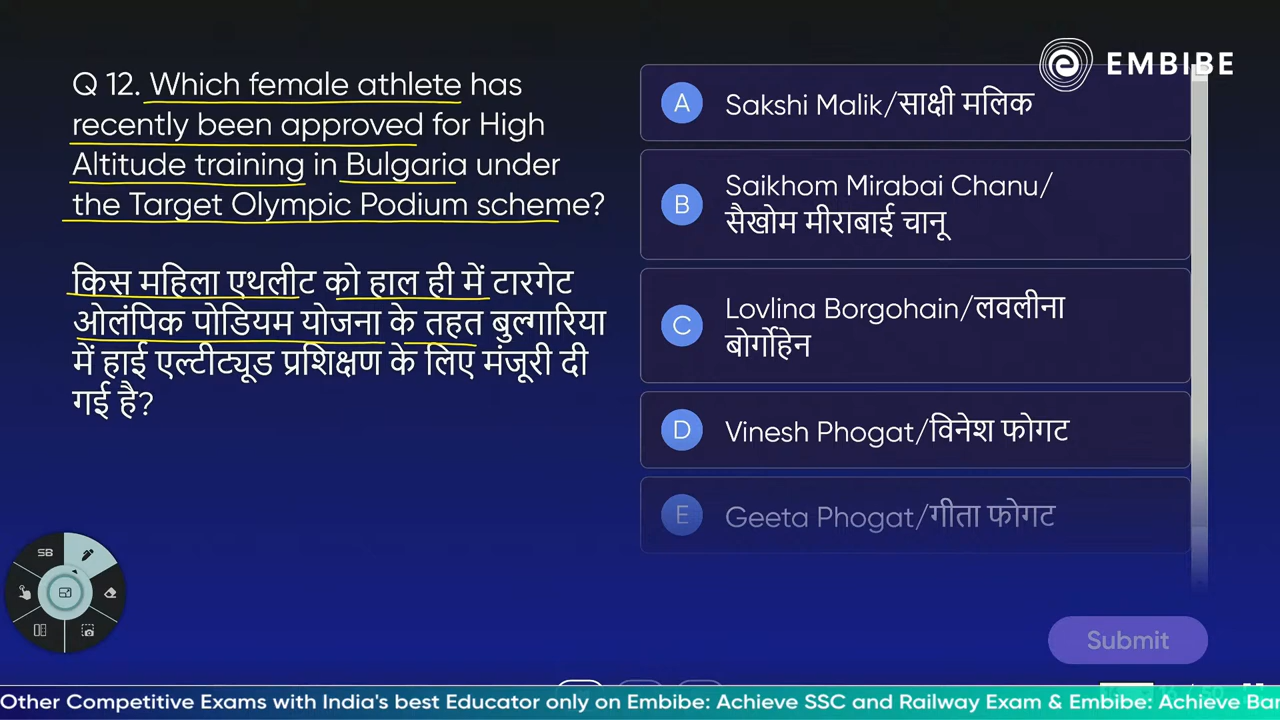 EMBIBE
Q 12. Which female athlete has
recently been approved for High
Altitude training in Bulgaria under
the Target Olympic Podium scheme?
किस महिला एथलीट को हाल ही में टारगेट
ओलंपिक पोडियम योजना के तहत बुल्गारिया
में हाई एल्टीट्यूड प्रशिक्षण के लिए मंजूरी दी
गई है?
A Sakshi Malik/साक्षी मलिक
B Saikhom Mirabai Chanu/
सैखोम मीराबाई चानू
C Lovlina Borgohain/लवलीना
बोर्गोहेन
D Vinesh Phogat/विनेश फोगट
E Geeta Phogat/गीता फोगट
SB
Submit
Other Competitive Exams with India's best Educator only on Embibe: Achieve SSC and Railway Exam & Embibe: Achieve Ban